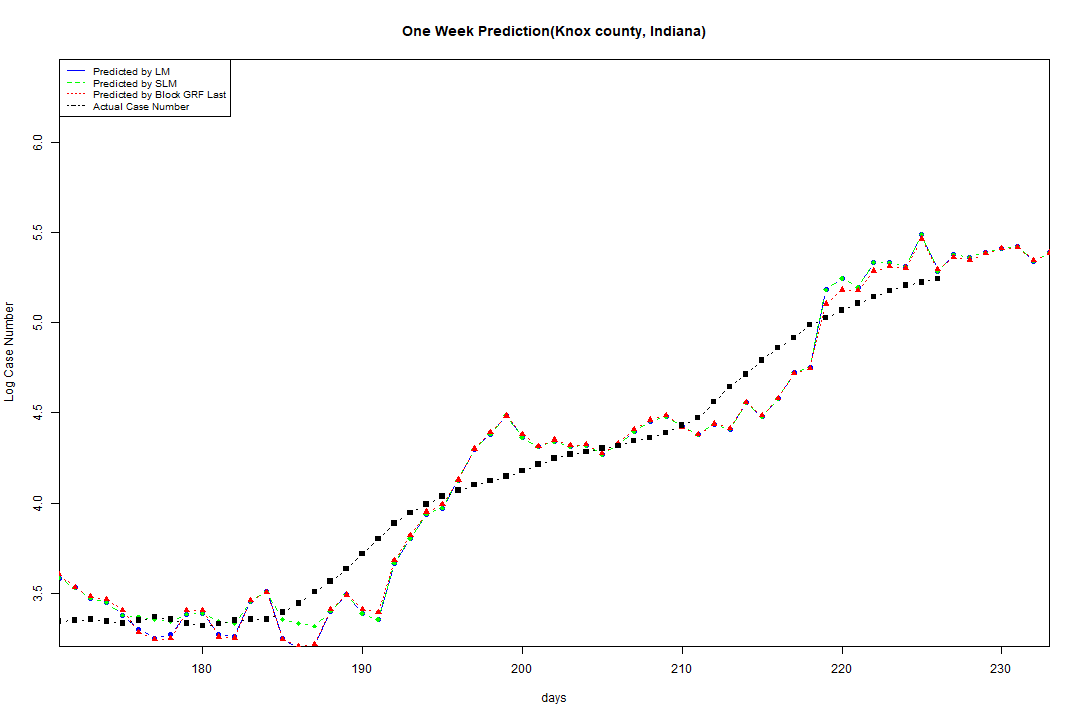 One Week Prediction(Knox county, Indiana)
Predicted by LM
Predicted by SLM
Predicted by Block GRF Last
Actual Case Number
6.0
5.5
5.0
4.5
4.0
3.5
Log Case Number
180 190 200 210 220 230
days